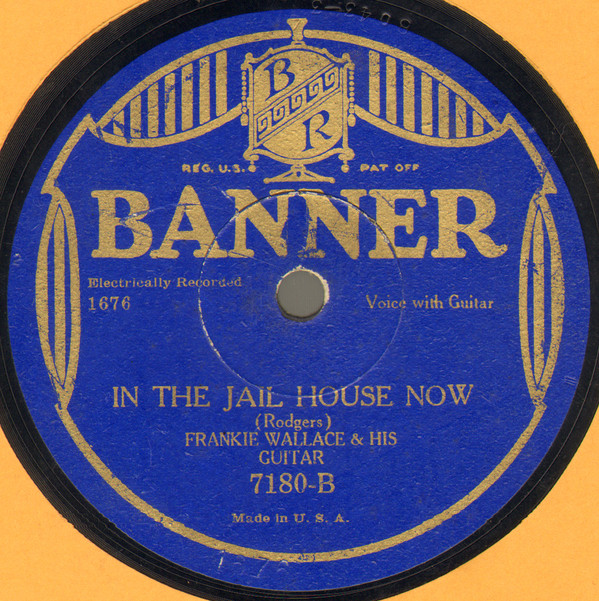 B
R
REG. U.S. PAT OFF
BANNER
Electrically Recorded
1676 Voice with Guitar
IN THE JAIL HOUSE NOW
(Rodgers)
FRANKIE WALLACE & HIS
GUITAR
7180-B
Made in U. S. A.